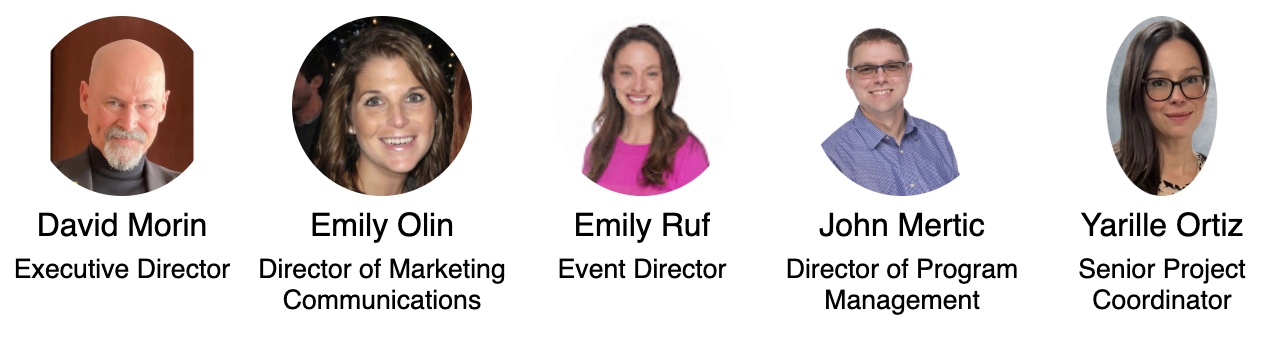 David Morin
Executive Director
Emily Olin
Director of Marketing
Communications
Emily Ruf
Event Director
John Mertic
Director of Program
Management
Yarille Ortiz
Senior Project
Coordinator